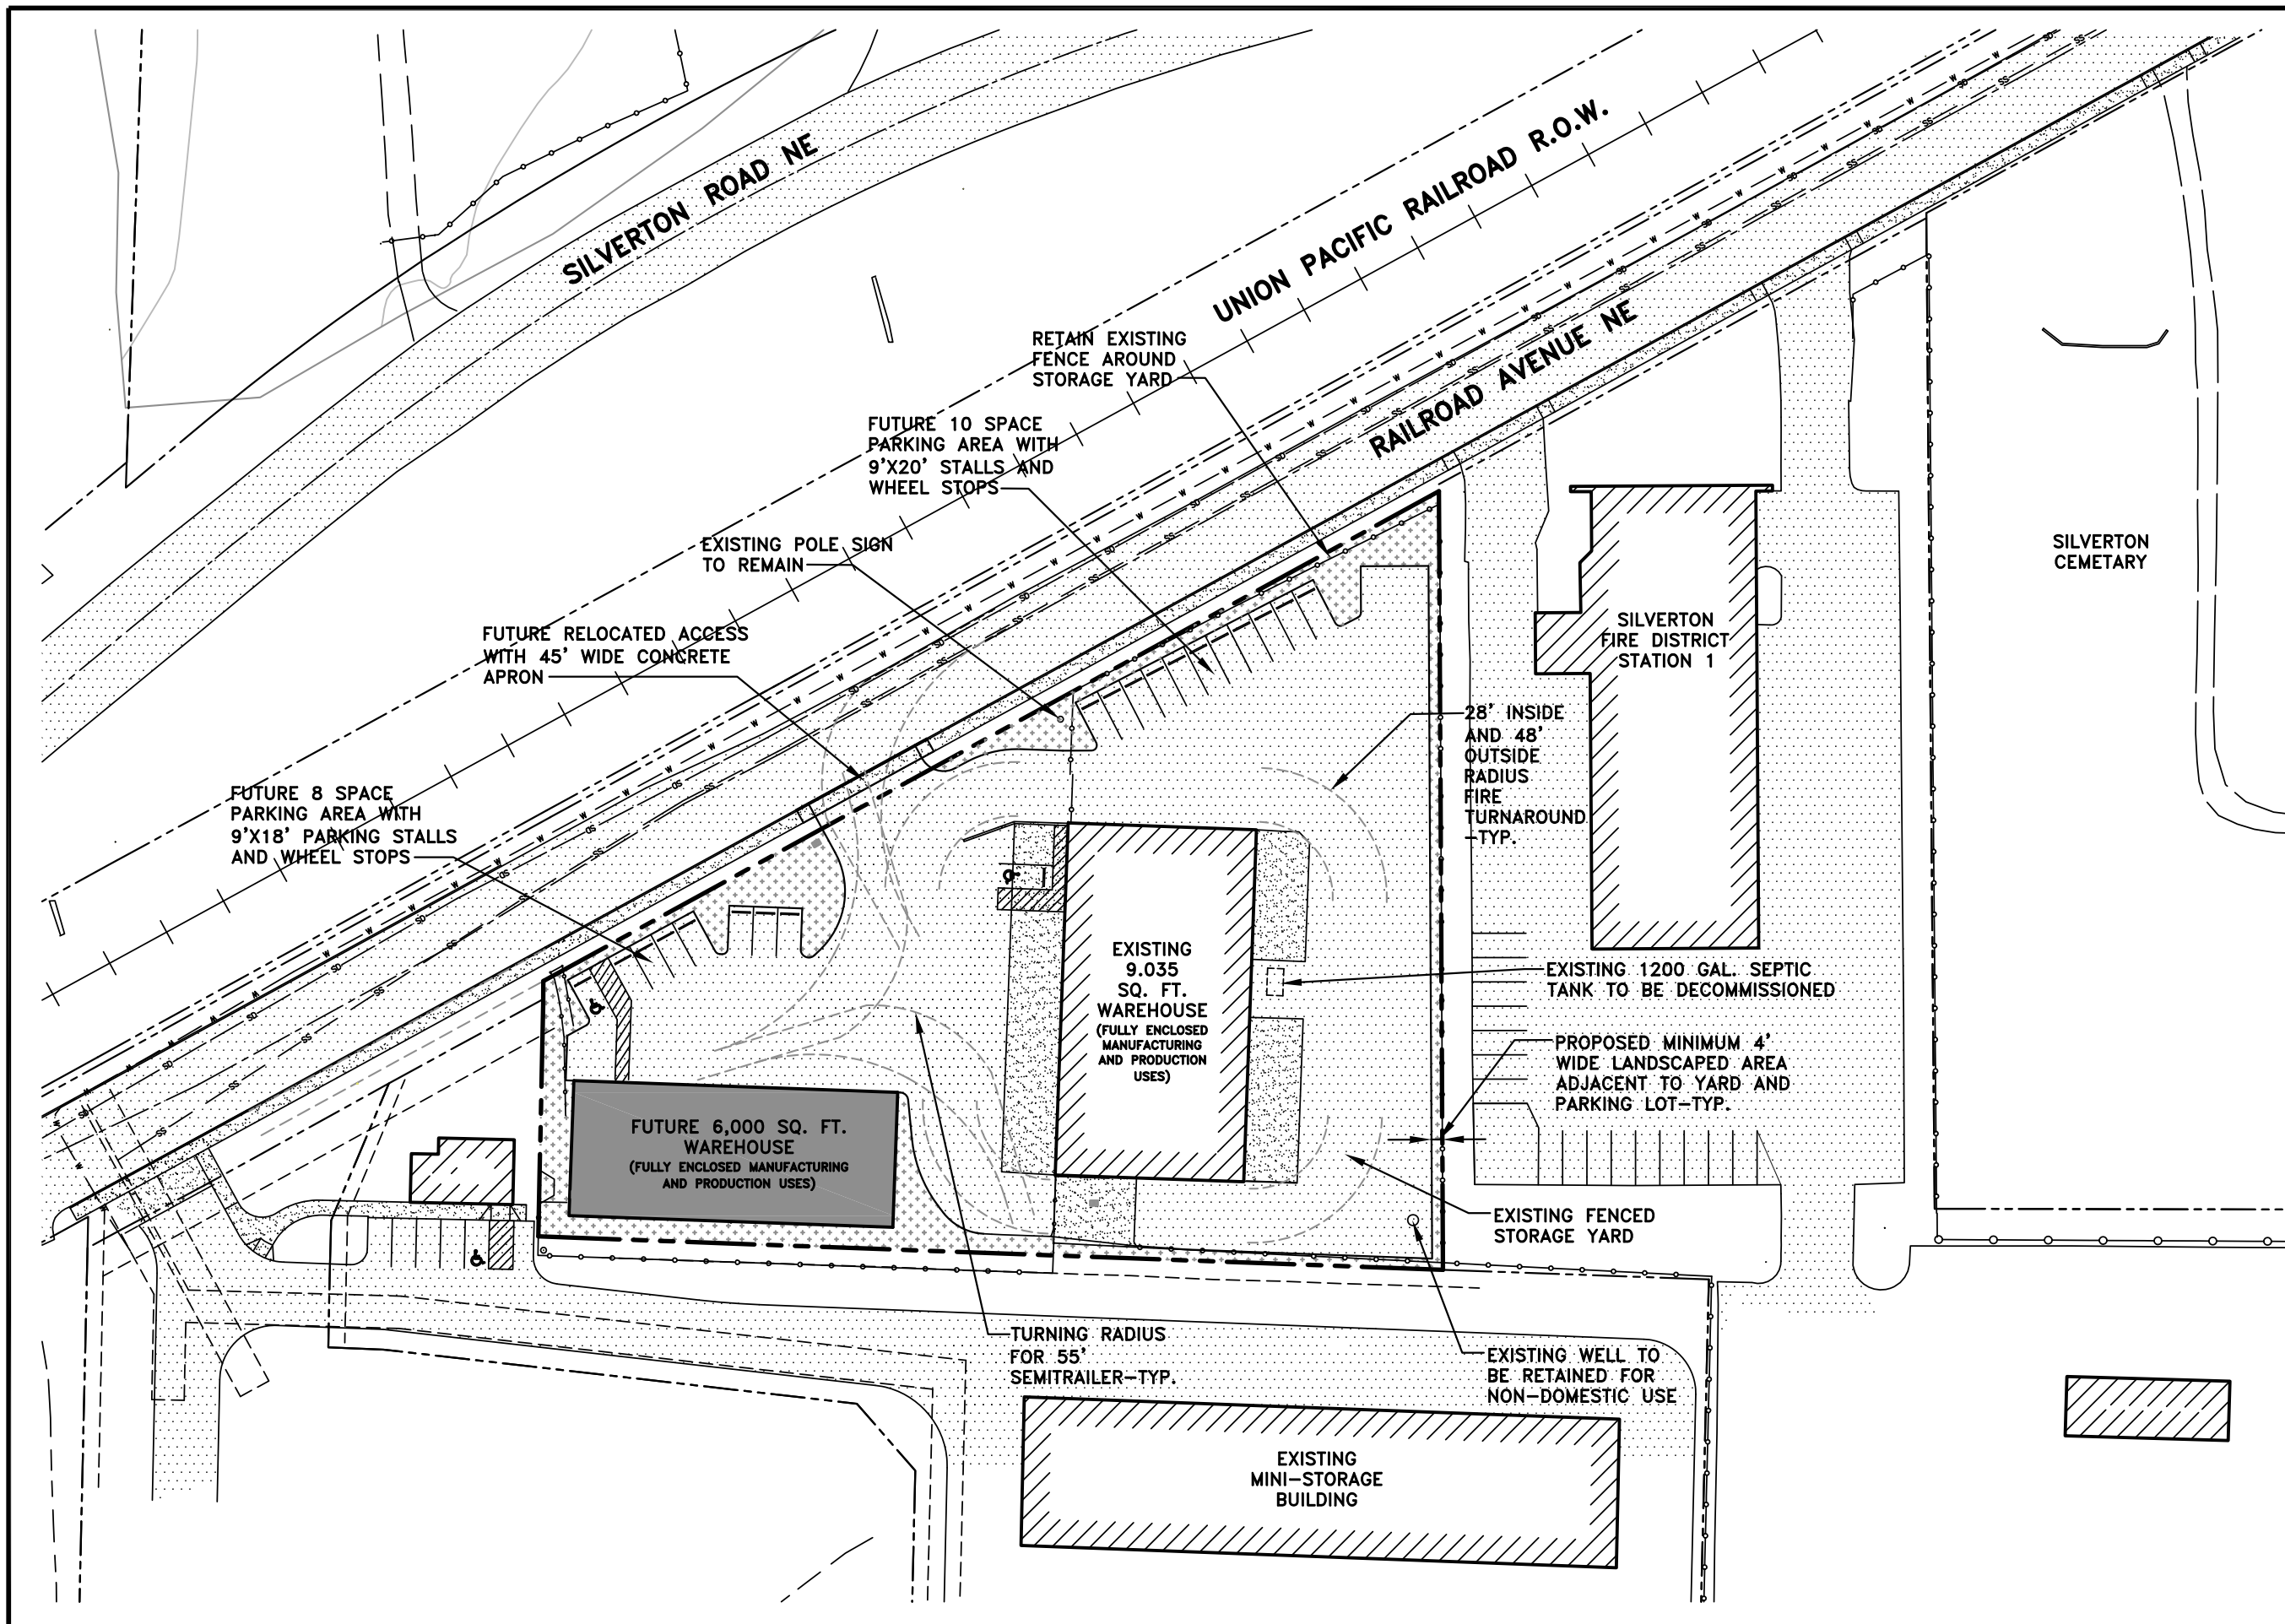 SILVERTON ROAD NE
UNION PACIFIC RAILROAD R.O.W.
RAILROAD AVENUE NE
RETAIN EXISTING
FENCE AROUND
STORAGE YARD
FUTURE 10 SPACE
PARKING AREA WITH
9'X20' STALLS AND
WHEEL STOPS
EXISTING POLE SIGN
TO REMAIN
FUTURE RELOCATED ACCESS
WITH 45' WIDE CONCRETE
APRON
FUTURE 8 SPACE
PARKING AREA WITH
9'X18' PARKING STALLS
AND WHEEL STOPS
SILVERTON
CEMETARY
SILVERTON
FIRE DISTRICT
STATION 1
28' INSIDE
AND 48'
OUTSIDE
RADIUS
FIRE
TURNAROUND
-TYP.
EXISTING
9.035
SQ. FT.
WAREHOUSE
(FULLY ENCLOSED
MANUFACTURING
AND PRODUCTION
USES)
EXISTING 1200 GAL. SEPTIC
TANK TO BE DECOMMISSIONED
PROPOSED MINIMUM 4'
WIDE LANDSCAPED AREA
ADJACENT TO YARD AND
PARKING LOT-TYP.
FUTURE 6,000 SQ. FT.
WAREHOUSE
(FULLY ENCLOSED MANUFACTURING
AND PRODUCTION USES)
EXISTING FENCED
STORAGE YARD
TURNING RADIUS
FOR 55'
SEMITRAILER-TYP.
EXISTING WELL TO
BE RETAINED FOR
NON-DOMESTIC USE
EXISTING
MINI-STORAGE
BUILDING